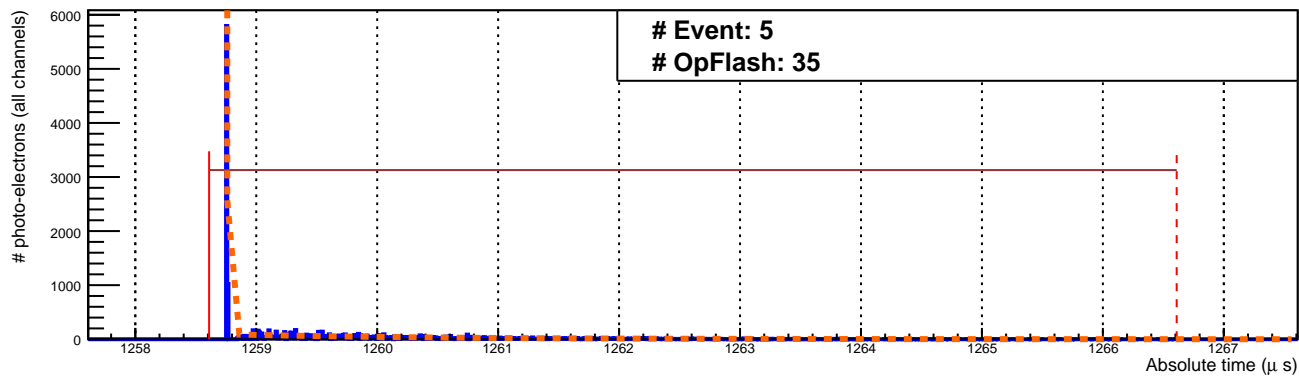 # Event: 5
# OpFlash: 35
# photo-electrons (all channels)
6000
5000
4000
3000
2000
1000
0
1258 1259 1260 1261 1262 1263 1264 1265 1266 1267
Absolute time (μ s)